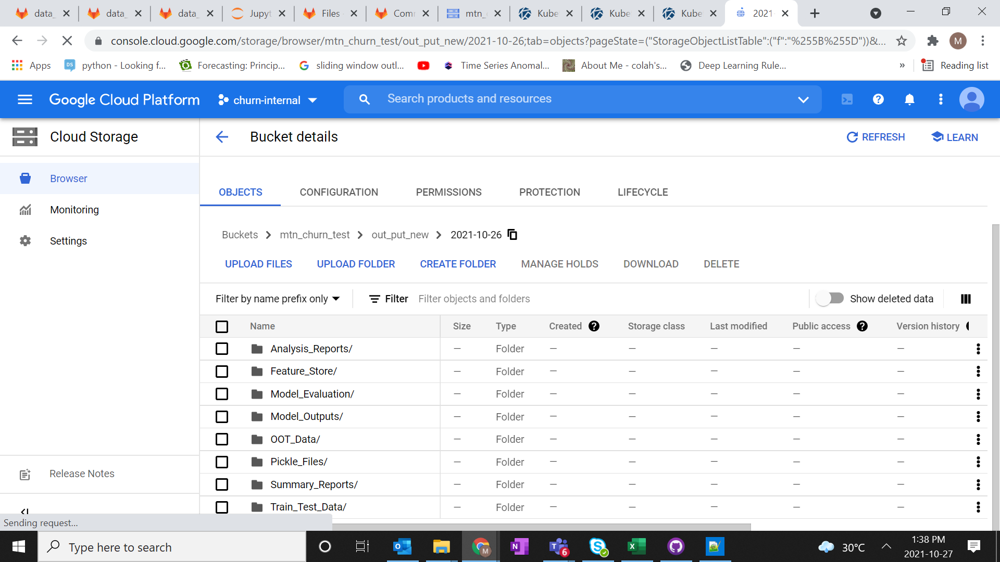 data_
data_
data_
Jupyt
Files
Comm
mtn_
Kube
Kube
Kube
2021
console.cloud.google.com/storage/browser/mtn_churn_test/out_put_new/2021-10-26;tab=objects?pageState=("StorageObjectListTable":("f":"%255B%255D"))&...
M
Apps
DS
python - Looking f...
Forecasting: Princip...
sliding window outl...
Time Series Anomal...
About Me - colah's...
Deep Learning Rule...
»
Reading list
Google Cloud Platform
churn-internal
Search products and resources
Cloud Storage
Bucket details
REFRESH
LEARN
Browser
Monitoring
Settings
OBJECTS CONFIGURATION PERMISSIONS PROTECTION LIFECYCLE
Buckets > mtn_churn_test > out_put_new > 2021-10-26
UPLOAD FILES UPLOAD FOLDER CREATE FOLDER MANAGE HOLDS DOWNLOAD DELETE
Filter by name prefix only Filter Filter objects and folders Show deleted data
Name Size Type Created Storage class Last modified Public access Version history
Analysis_Reports/ — Folder — — — — —
Feature_Store/ — Folder — — — — —
Model_Evaluation/ — Folder — — — — —
Model_Outputs/ — Folder — — — — —
OOT_Data/ — Folder — — — — —
Pickle_Files/ — Folder — — — — —
Summary_Reports/ — Folder — — — — —
Train_Test_Data/ — Folder — — — — —
Release Notes
Sending request...
Type here to search
6
30°C
1:38 PM
2021-10-27